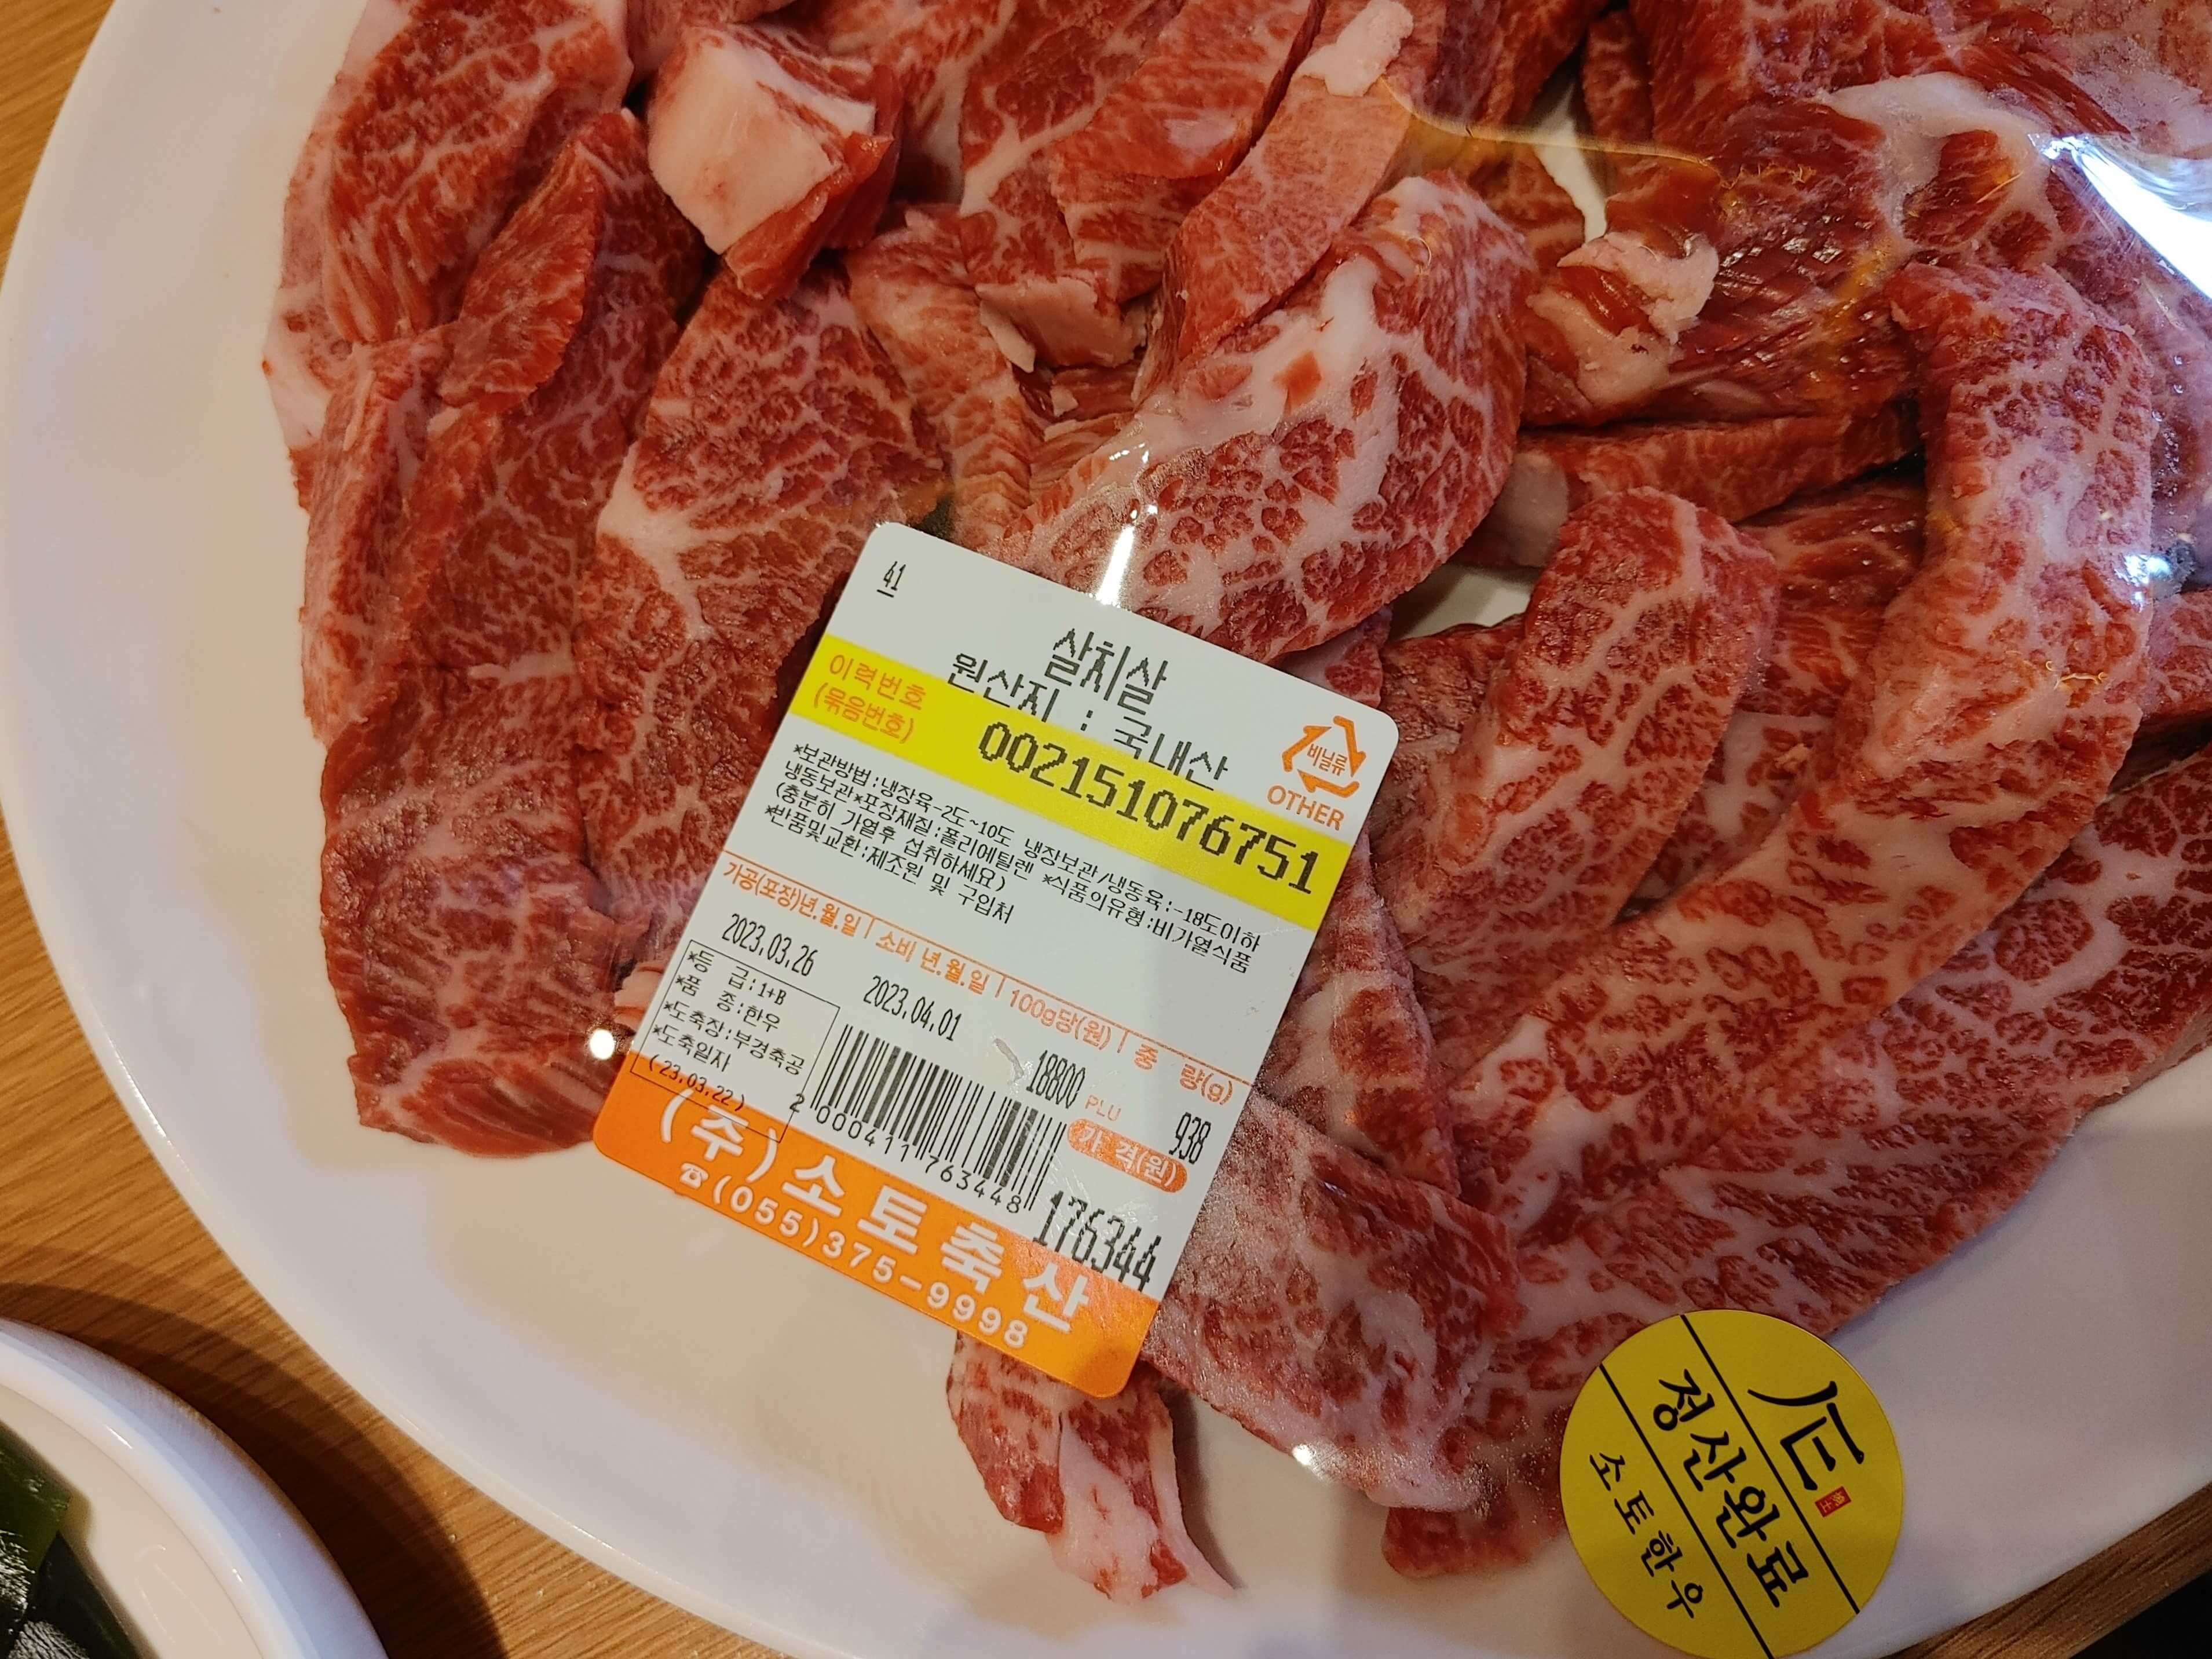 41
살치살
원산지 : 국내산
이력번호
(묶음번호)
002151076751
비닐류
OTHER
*보관방법:냉장육-2도~10도 냉장보관/냉동육:-18도이하
냉동보관*포장재질:폴리에틸렌 *식품의유형:비가열식품
(충분히 가열후 섭취하세요)
*반품및교환:제조원 및 구입처
가공(포장)년.월.일 소비 년.월.일 100g당(원) 중 량(g)
2023.03.26 2023.04.01 18800 938
*등 급:1+B
*품 종:한우
*도축장:부경축공
*도축일자
(23.03.22)
PLU
가 격(원)
2 000411 763448
176344
(주)소토축산
☎(055)375-9998
정산완료
소토한우